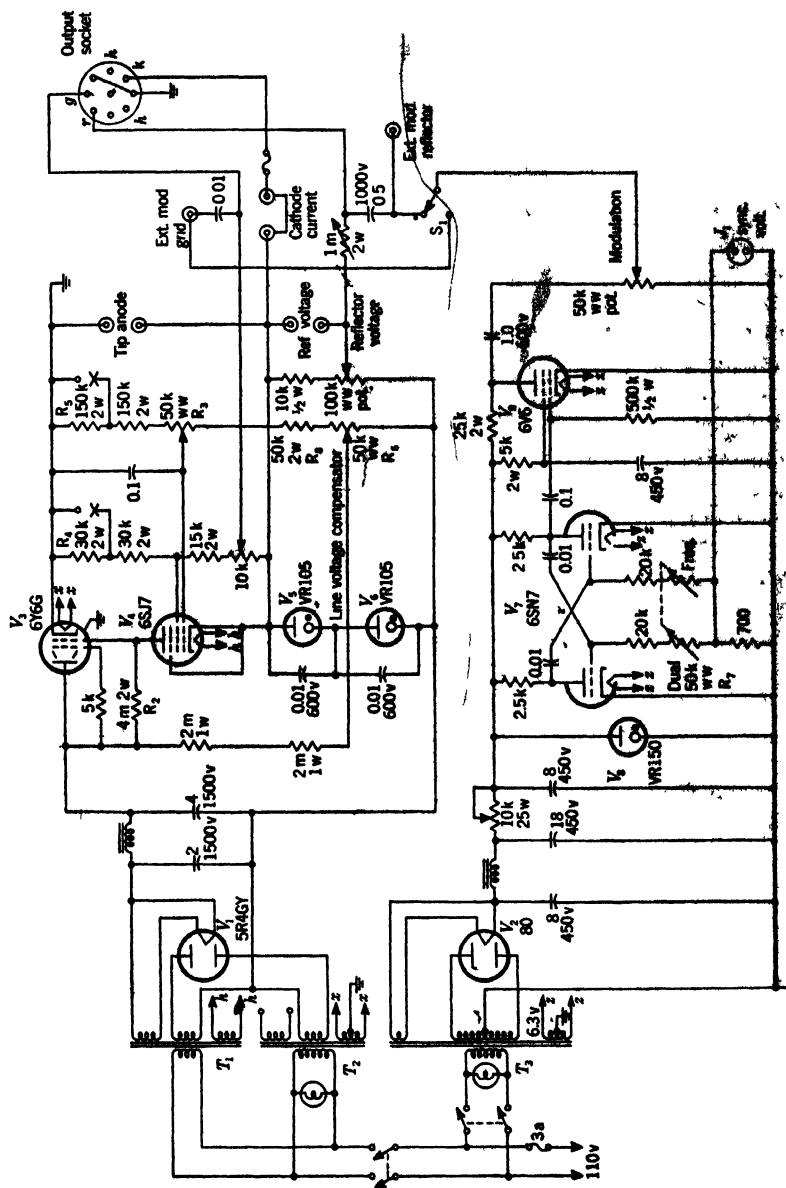 Output
socket
g
r
k
k
h
Ext. mod
grid
0.01
Cathode
current
1000v
0.5
Ext. mod.
reflector
S₁
1m
2w
Tip anode
Ref voltage
Reflector
voltage
R₅
150k
2w
150k
2w
50k
ww
R₃
10k
½ w
100k
ww
pot.
50k
2w
R₈
50k
ww
R₆
0.1
R₄
30k
2w
30k
2w
15k
2w
10k
Line voltage compensator
V₃
6Y6G
x
x
V₄
6SJ7
V₅
VR105
V₆
VR105
5k
4m 2w
R₂
0.01
600v
0.01
600v
2m
1w
2m
1w
4
1500v
2
1500v
V₁
5R4GY
T₁
h
h
T₂
x
x
T₃
6.3v
z
z
3a
110v
V₂
80
8
450v
18
450v
10k
25w
8
450v
V₈
VR150
2.5k
0.01
V₇
6SN7
z
z
z
z
20k
20k
Dual
50k
ww
R₇
Freq.
700
25k
0.01
0.1
25k
2w
5k
2w
8
450v
6V6
z
z
500k
½ w
1.0
600v
50k
ww
pot.
Modulation
sync.
volt.